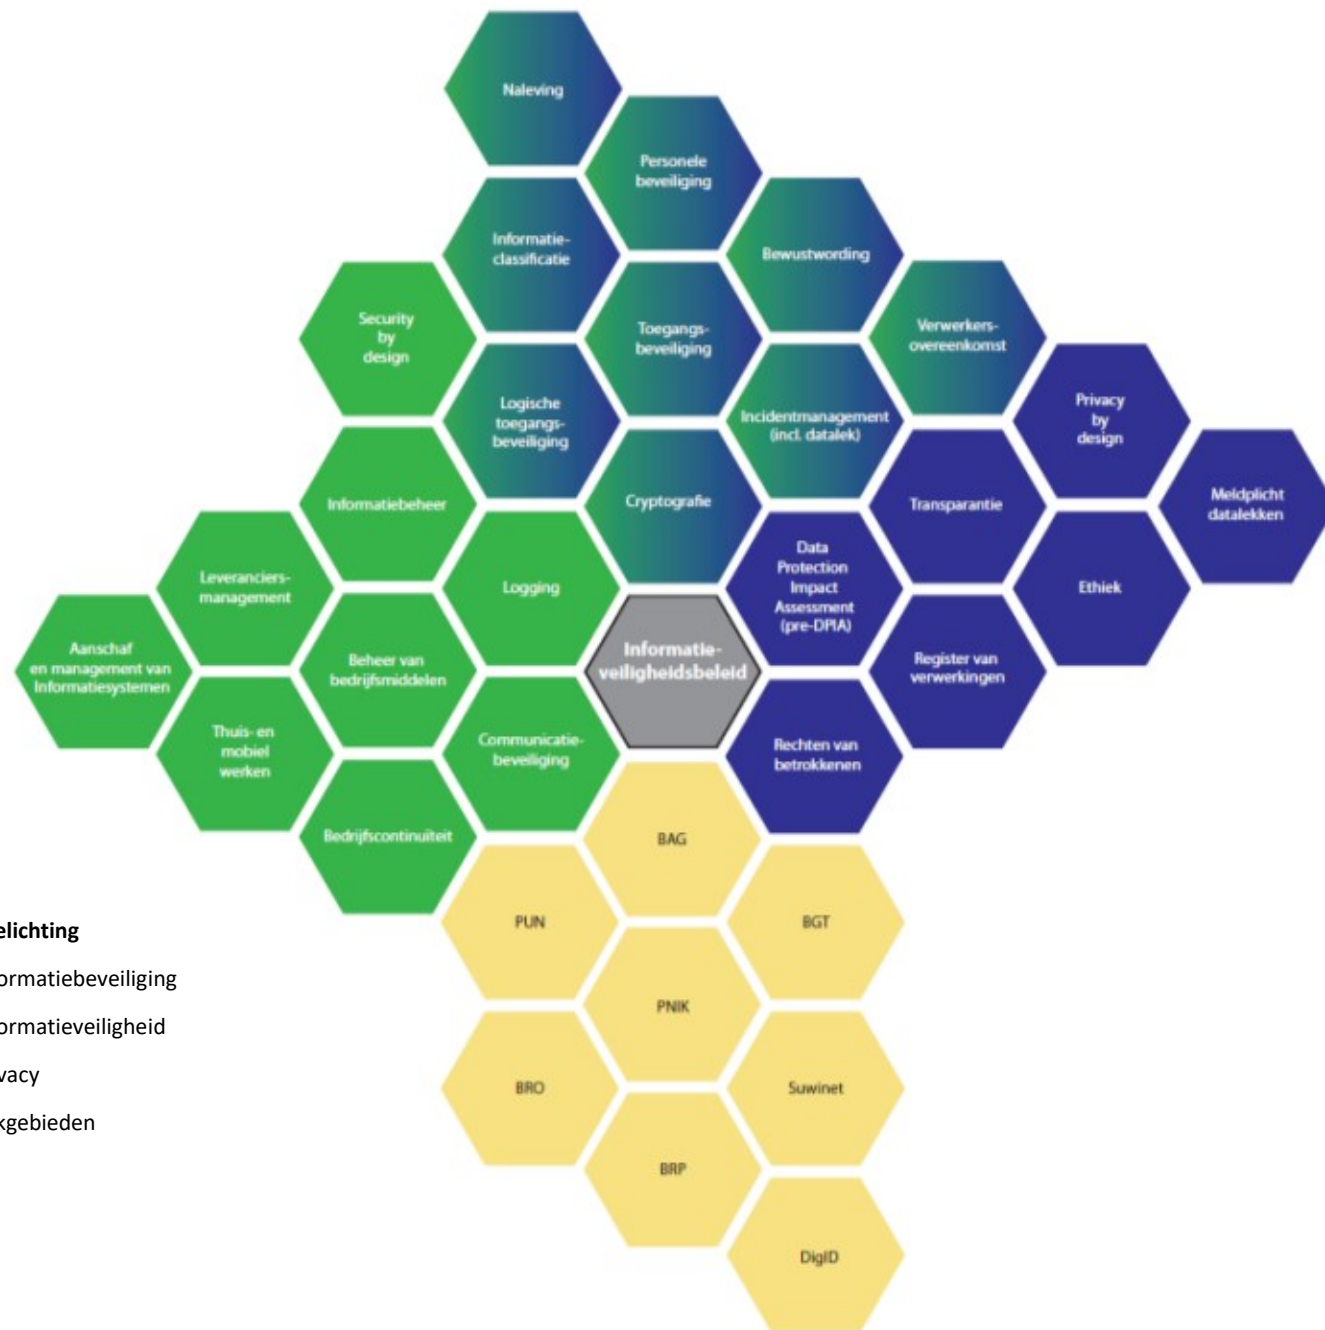 Naleving
Personele
beveiliging
Informatie-
classificatie
Bewustwording
Security
by
design
Toegangs-
beveiliging
Verwerkers-
overeenkomst
Logische
toegangs-
beveiliging
Incidentmanagement
(incl. datalek)
Privacy
by
design
Informatiebeheer
Cryptografie
Transparantie
Meldplicht
datalekken
Leveranciers-
management
Logging
Data
Protection
Impact
Assessment
(pre-DPIA)
Ethiek
Aanschaf
en management van
Informatiesystemen
Beheer van
bedrijfsmiddelen
Informatie-
veiligheidsbeleid
Register van
verwerkingen
Thuis- en
mobiel
werken
Communicatie-
beveiliging
Rechten van
betrokkenen
Bedrijfscontinuïteit
BAG
PUN
BGT
elichting
ormatiebeveiliging
PNIK
ormatieveiligheid
vacy
BRO
Suwinet
kgebieden
BRP
DigID